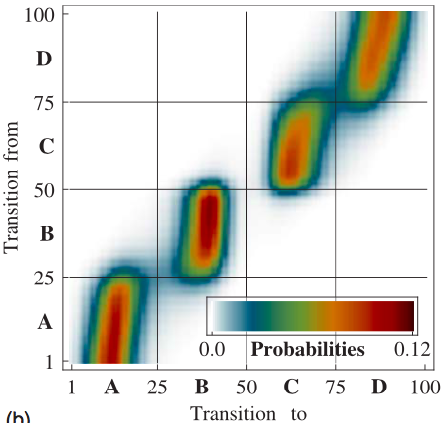 100
D
75
C
50
B
25
A
1
Transition from
0.0 Probabilities 0.12
1 A 25 B 50 C 75 D 100
Transition to
(b)